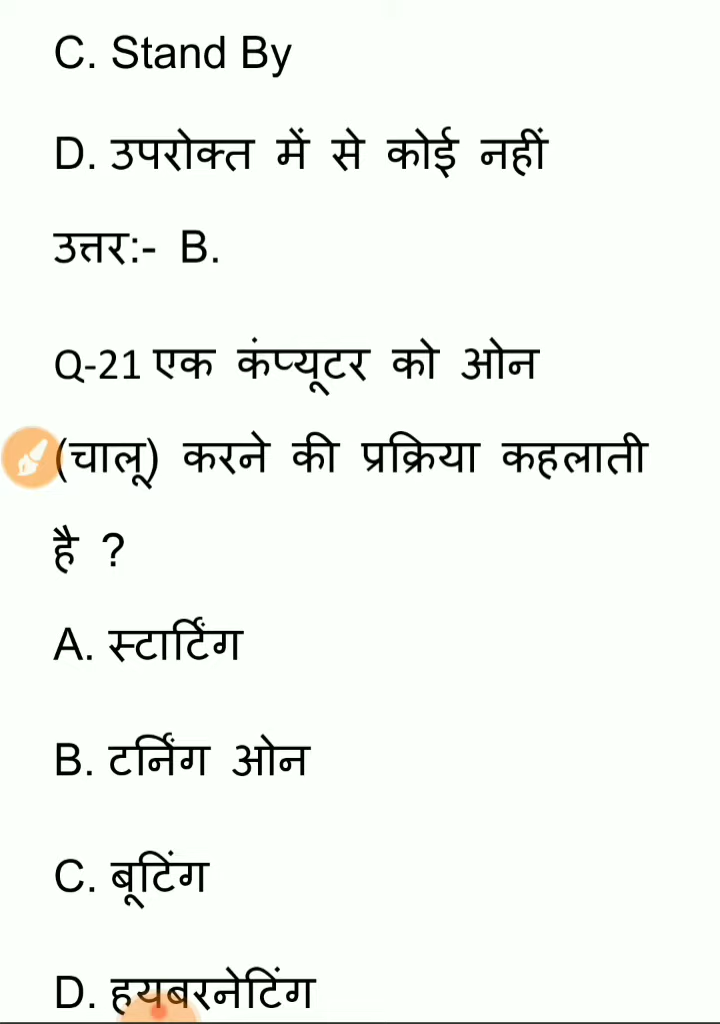 C. Stand By
D. उपरोक्त में से कोई नहीं
उत्तर:- B.
Q-21 एक कंप्यूटर को ओन
(चालू) करने की प्रक्रिया कहलाती
है ?
A. स्टार्टिंग
B. टर्निंग ओन
C. बूटिंग
D. हयबरनेटिंग